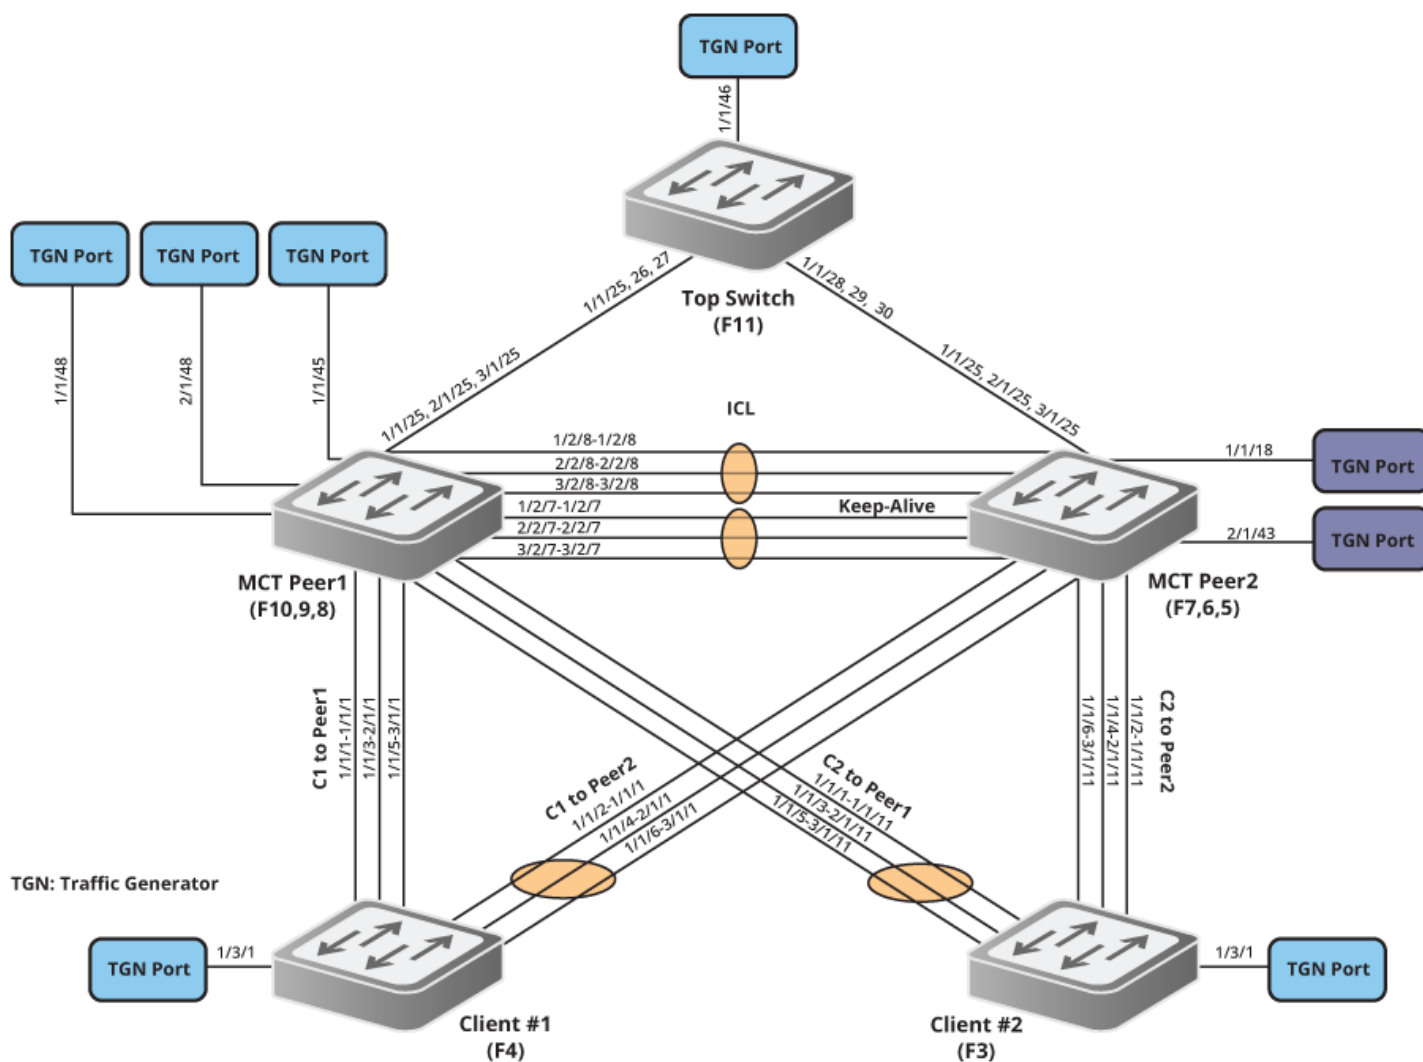 TGN Port
1/1/46
TGN Port
TGN Port
TGN Port
1/1/25, 26, 27
1/1/28, 29, 30
Top Switch
(F11)
1/1/48
2/1/48
1/1/45
1/1/25, 2/1/25, 3/1/25
1/1/25, 2/1/25, 3/1/25
ICL
1/2/8-1/2/8
2/2/8-2/2/8
3/2/8-3/2/8
1/2/7-1/2/7
2/2/7-2/2/7
3/2/7-3/2/7
Keep-Alive
1/1/18
TGN Port
2/1/43
TGN Port
MCT Peer1
(F10,9,8)
MCT Peer2
(F7,6,5)
C1 to Peer1
1/1/1-1/1/1
1/1/3-2/1/1
1/1/5-3/1/1
C1 to Peer2
1/1/2-1/1/1
1/1/4-2/1/1
1/1/6-3/1/1
C2 to Peer1
1/1/1-1/1/11
1/1/3-2/1/11
1/1/5-3/1/11
1/1/6-3/1/11
1/1/4-2/1/11
1/1/2-1/1/11
C2 to Peer2
TGN: Traffic Generator
TGN Port
1/3/1
Client #1
(F4)
Client #2
(F3)
1/3/1
TGN Port